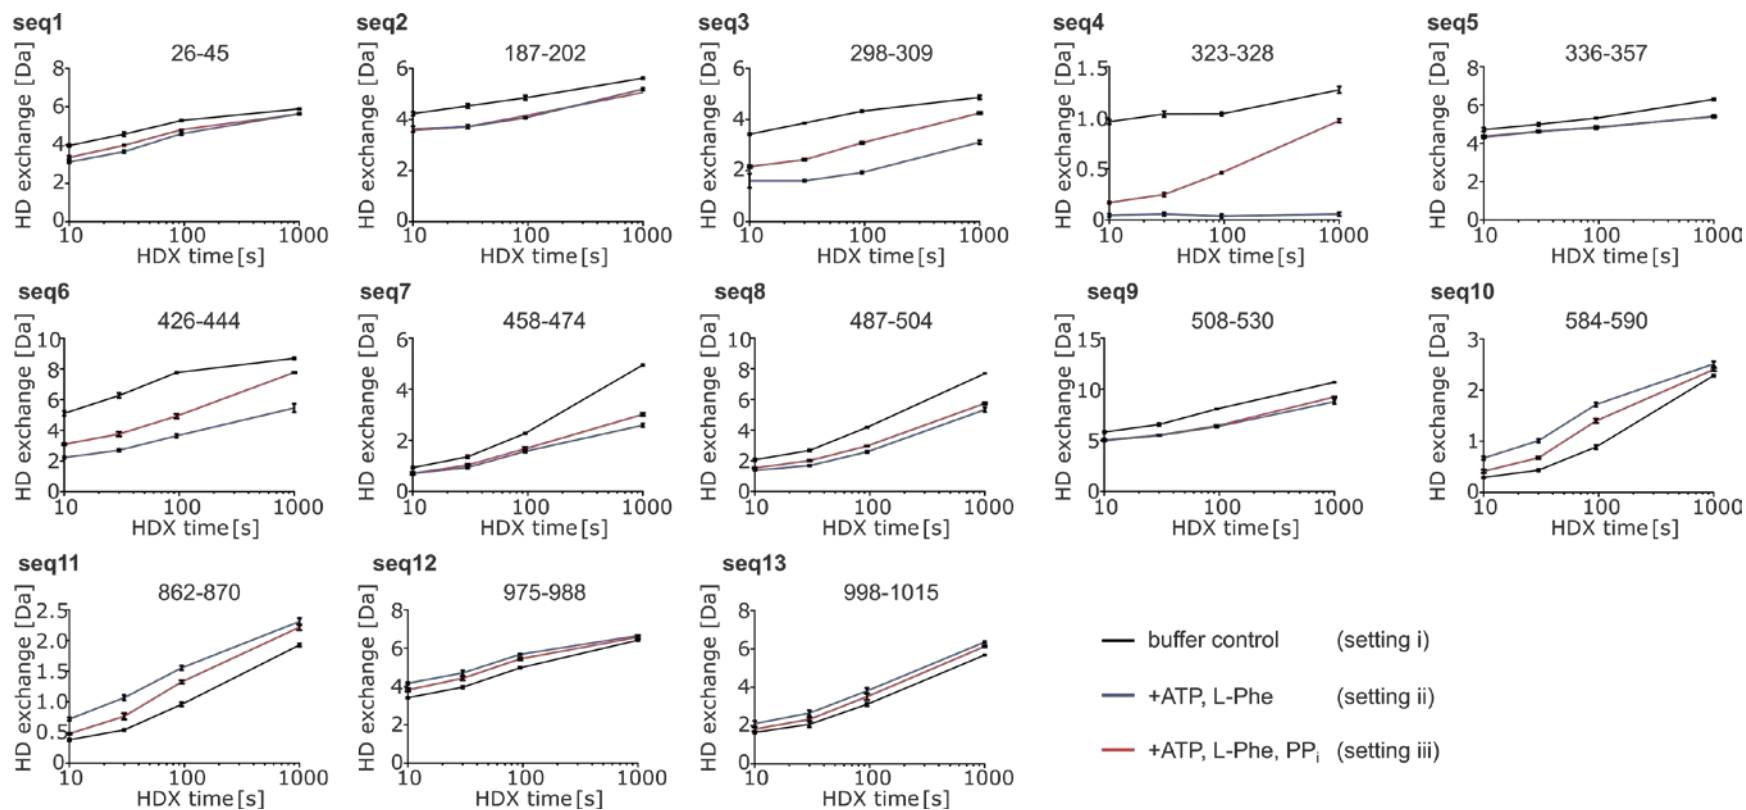 seq1
26-45
HD exchange [Da]
8
6
4
2
0
10 100 1000
HDX time [s]
seq2
187-202
HD exchange [Da]
6
4
2
0
10 100 1000
HDX time [s]
seq3
298-309
HD exchange [Da]
6
4
2
0
10 100 1000
HDX time [s]
seq4
323-328
HD exchange [Da]
1.5
1.0
0.5
0
10 100 1000
HDX time [s]
seq5
336-357
HD exchange [Da]
8
6
4
2
0
10 100 1000
HDX time [s]
seq6
426-444
HD exchange [Da]
10
8
6
4
2
0
10 100 1000
HDX time [s]
seq7
458-474
HD exchange [Da]
6
4
2
0
10 100 1000
HDX time [s]
seq8
487-504
HD exchange [Da]
10
8
6
4
2
0
10 100 1000
HDX time [s]
seq9
508-530
HD exchange [Da]
15
10
5
0
10 100 1000
HDX time [s]
seq10
584-590
HD exchange [Da]
3
2
1
0
10 100 1000
HDX time [s]
seq11
862-870
HD exchange [Da]
2.5
2.0
1.5
1.0
0.5
0
10 100 1000
HDX time [s]
seq12
975-988
HD exchange [Da]
8
6
4
2
0
10 100 1000
HDX time [s]
seq13
998-1015
HD exchange [Da]
8
6
4
2
0
10 100 1000
HDX time [s]
buffer control (setting i)
+ATP, L-Phe (setting ii)
+ATP, L-Phe, PPi (setting iii)